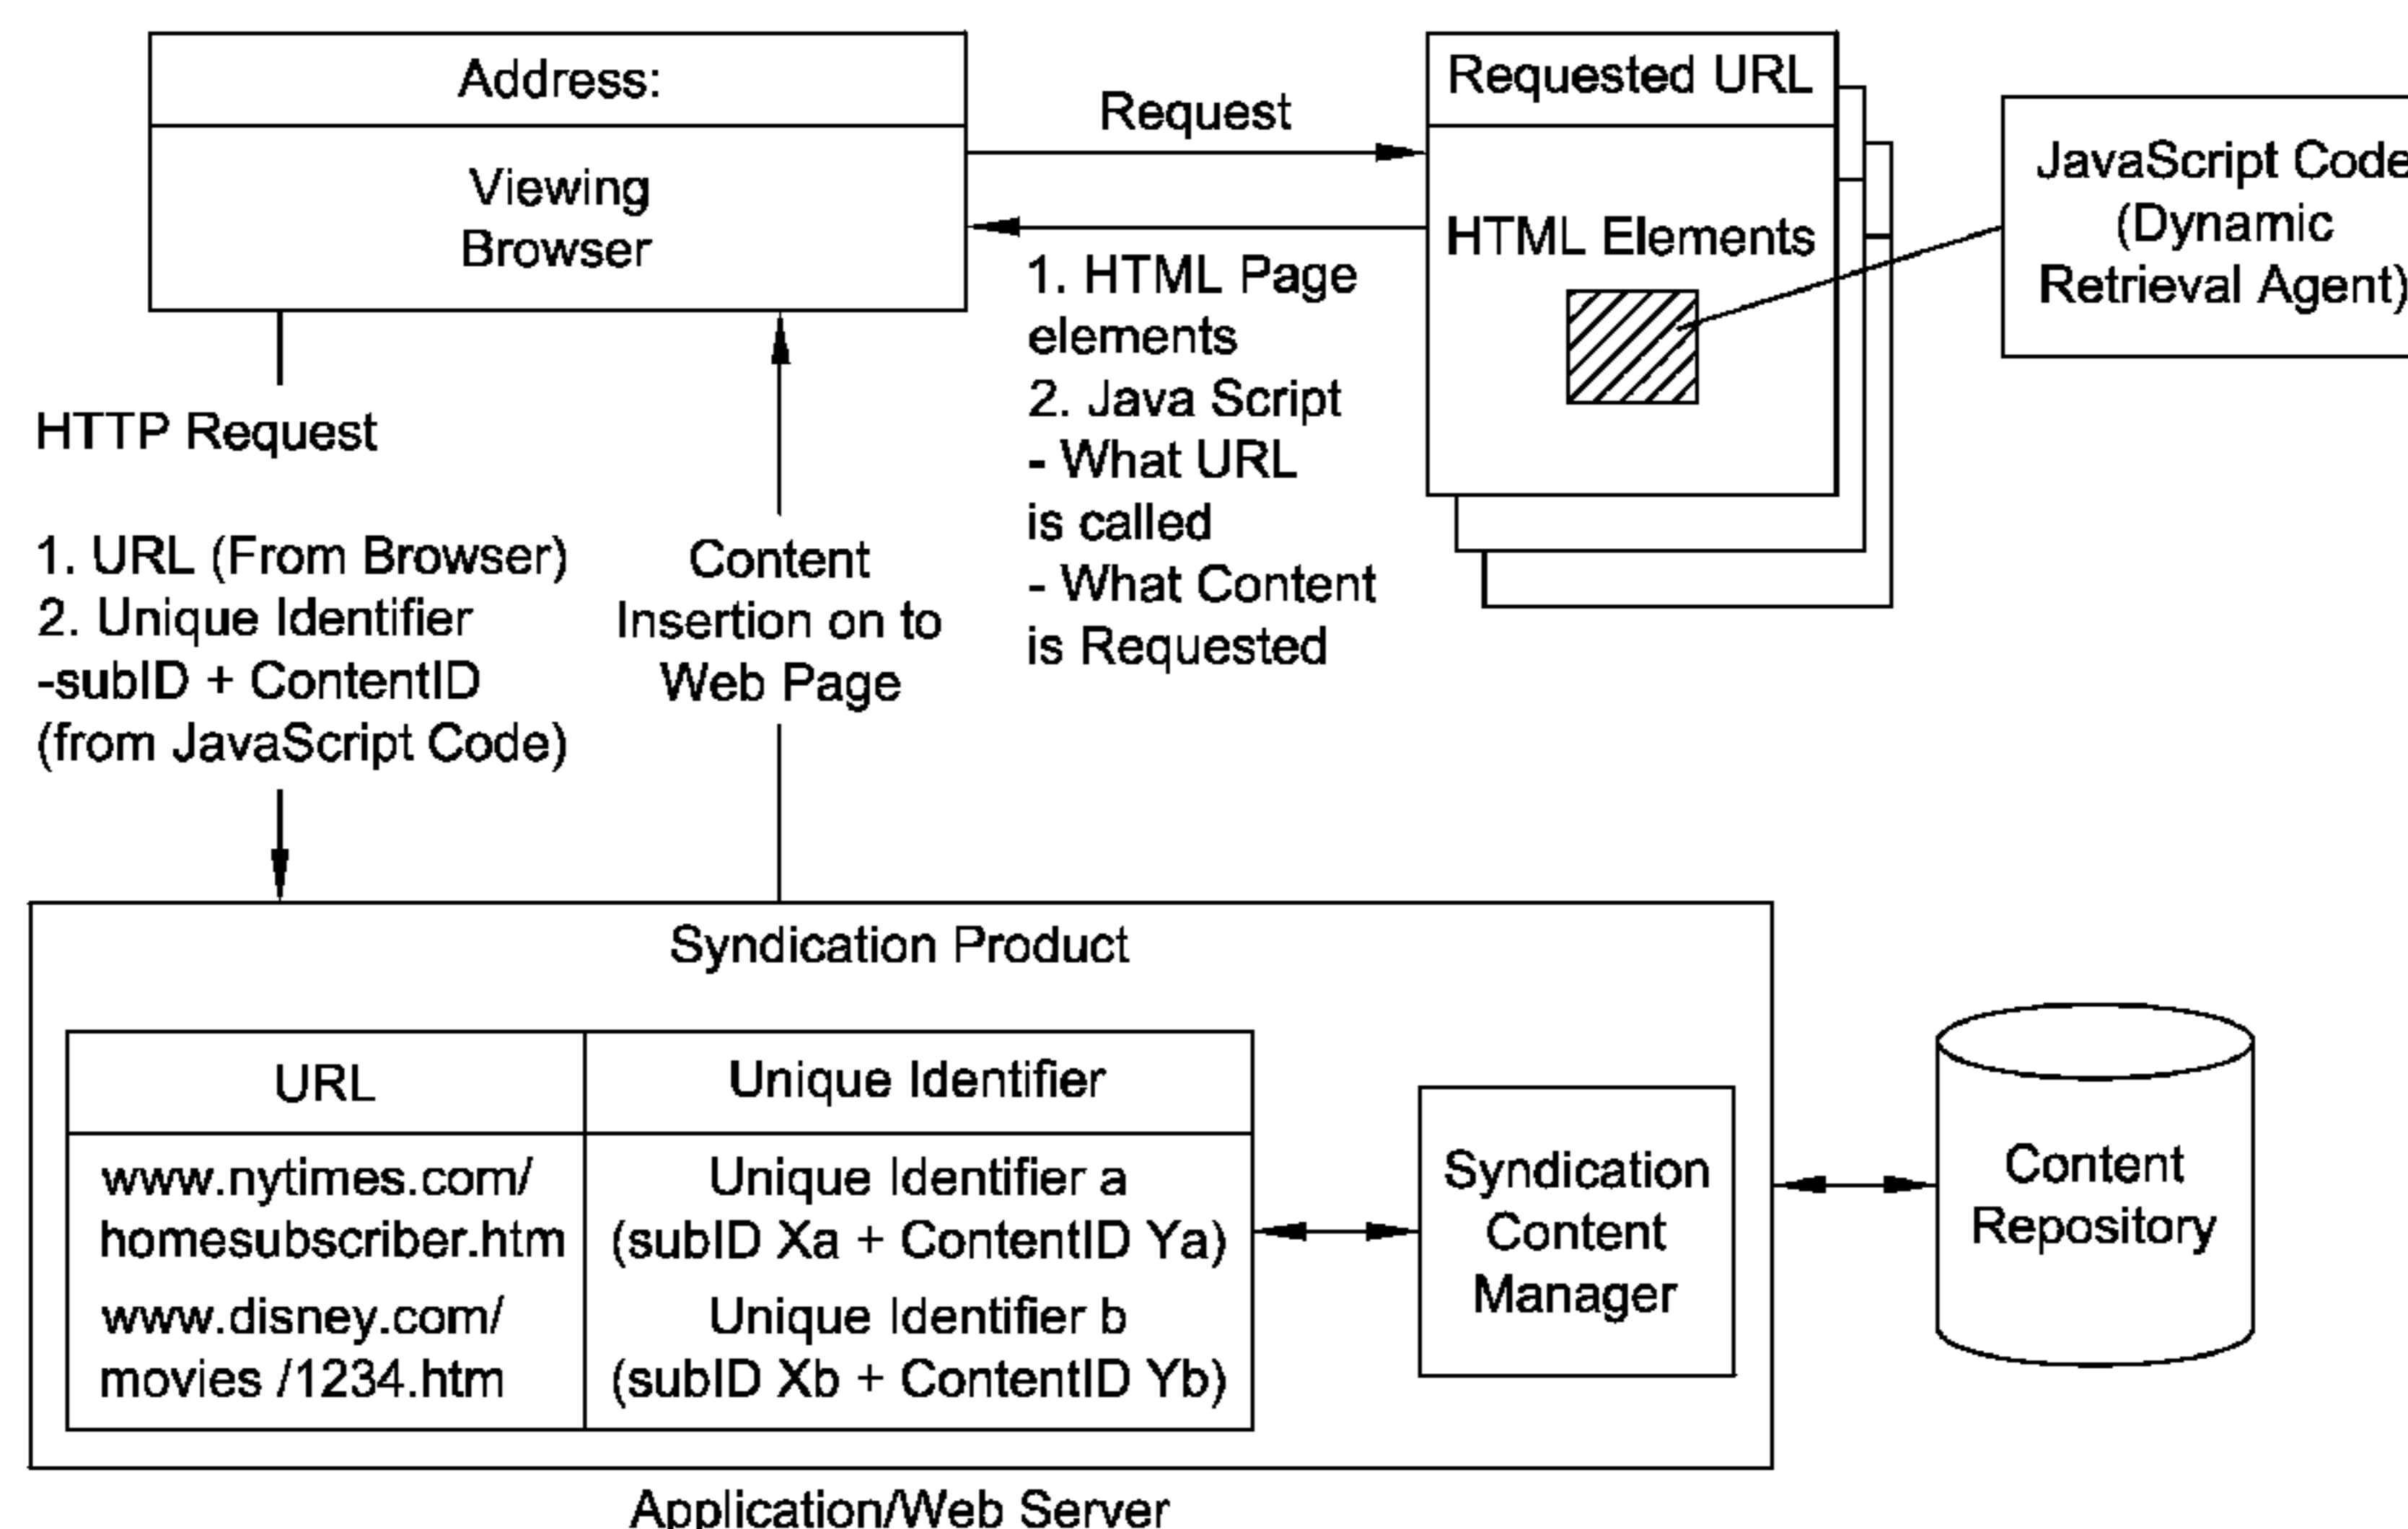 Address:
Viewing
Browser
Request
Requested URL
HTML Elements
JavaScript Code
(Dynamic
Retrieval Agent)
1. HTML Page
elements
2. Java Script
- What URL
is called
- What Content
is Requested
HTTP Request
1. URL (From Browser)
2. Unique Identifier
-subID + ContentID
(from JavaScript Code)
Content
Insertion on to
Web Page
Syndication Product
URL
Unique Identifier
www.nytimes.com/
homesubscriber.htm
Unique Identifier a
(subID Xa + ContentID Ya)
www.disney.com/
movies /1234.htm
Unique Identifier b
(subID Xb + ContentID Yb)
Syndication
Content
Manager
Content
Repository
Application/Web Server